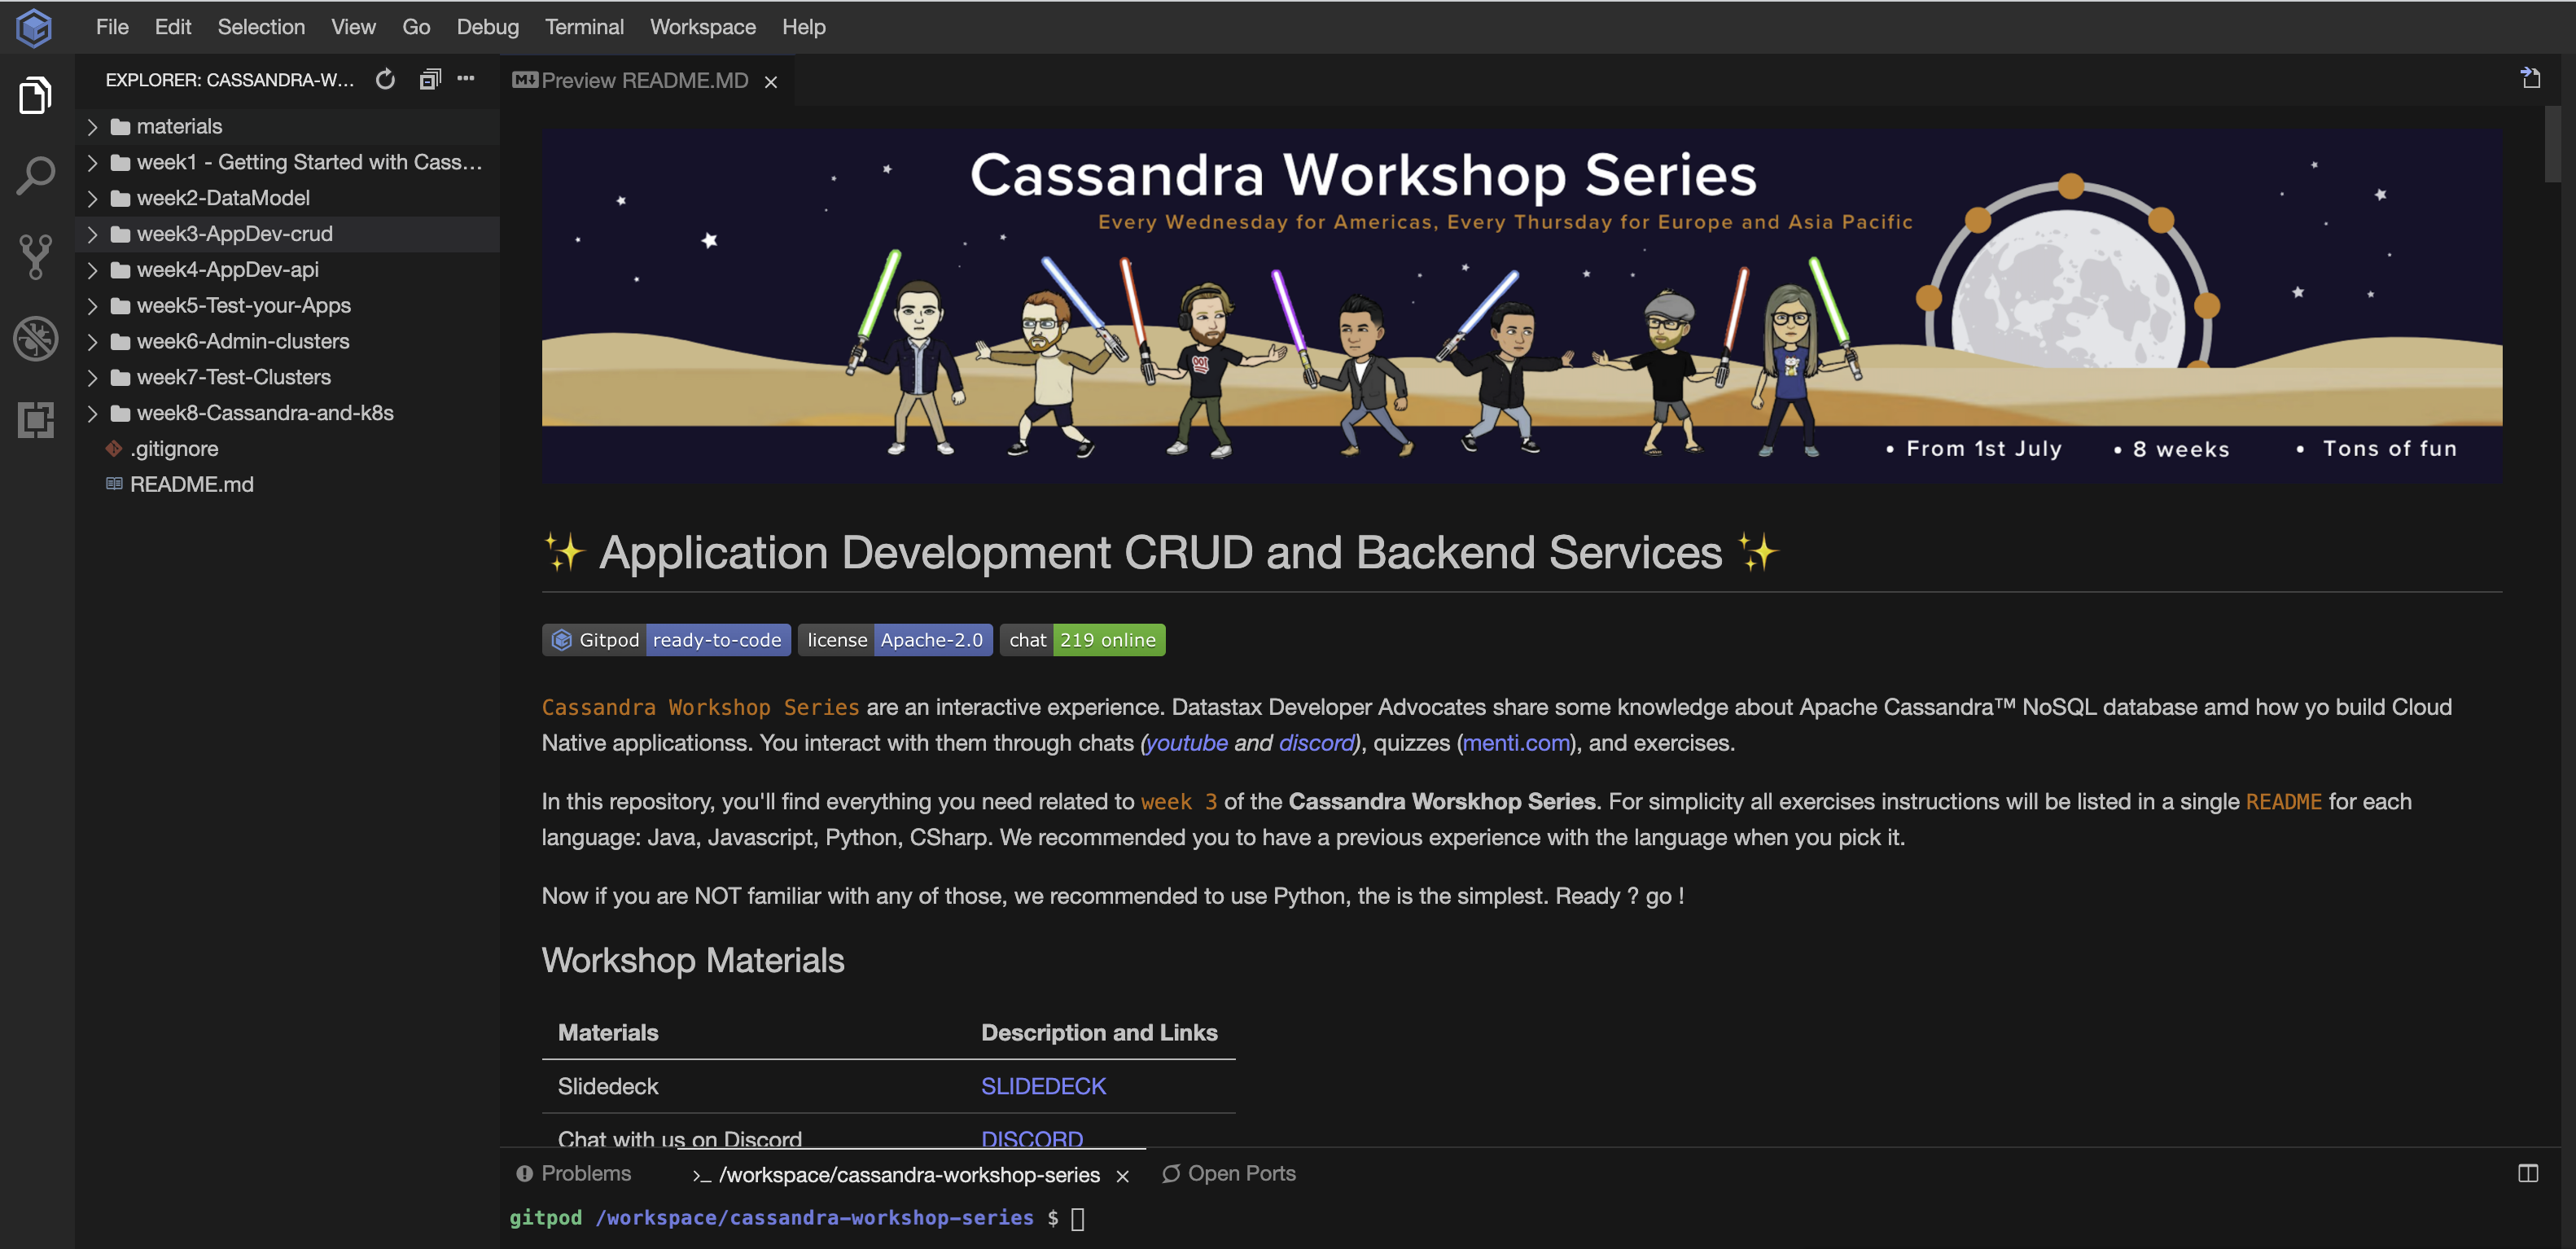 File Edit Selection View Go Debug Terminal Workspace Help
EXPLORER: CASSANDRA-W...
materials
week1 - Getting Started with Cass...
week2-DataModel
week3-AppDev-crud
week4-AppDev-api
week5-Test-your-Apps
week6-Admin-clusters
week7-Test-Clusters
week8-Cassandra-and-k8s
.gitignore
README.md
Preview README.MD
Cassandra Workshop Series
Every Wednesday for Americas, Every Thursday for Europe and Asia Pacific
• From 1st July • 8 weeks • Tons of fun
✨ Application Development CRUD and Backend Services ✨
Gitpod ready-to-code license Apache-2.0 chat 219 online
Cassandra Workshop Series are an interactive experience. Datastax Developer Advocates share some knowledge about Apache Cassandra™ NoSQL database amd how yo build Cloud
Native applicationss. You interact with them through chats (youtube and discord), quizzes (menti.com), and exercises.
In this repository, you'll find everything you need related to week 3 of the Cassandra Worskhop Series. For simplicity all exercises instructions will be listed in a single README for each
language: Java, Javascript, Python, CSharp. We recommended you to have a previous experience with the language when you pick it.
Now if you are NOT familiar with any of those, we recommended to use Python, the is the simplest. Ready ? go !
Workshop Materials
Materials Description and Links
Slidedeck SLIDEDECK
Chat with us on Discord DISCORD
Problems >_ /workspace/cassandra-workshop-series Open Ports
gitpod /workspace/cassandra-workshop-series $